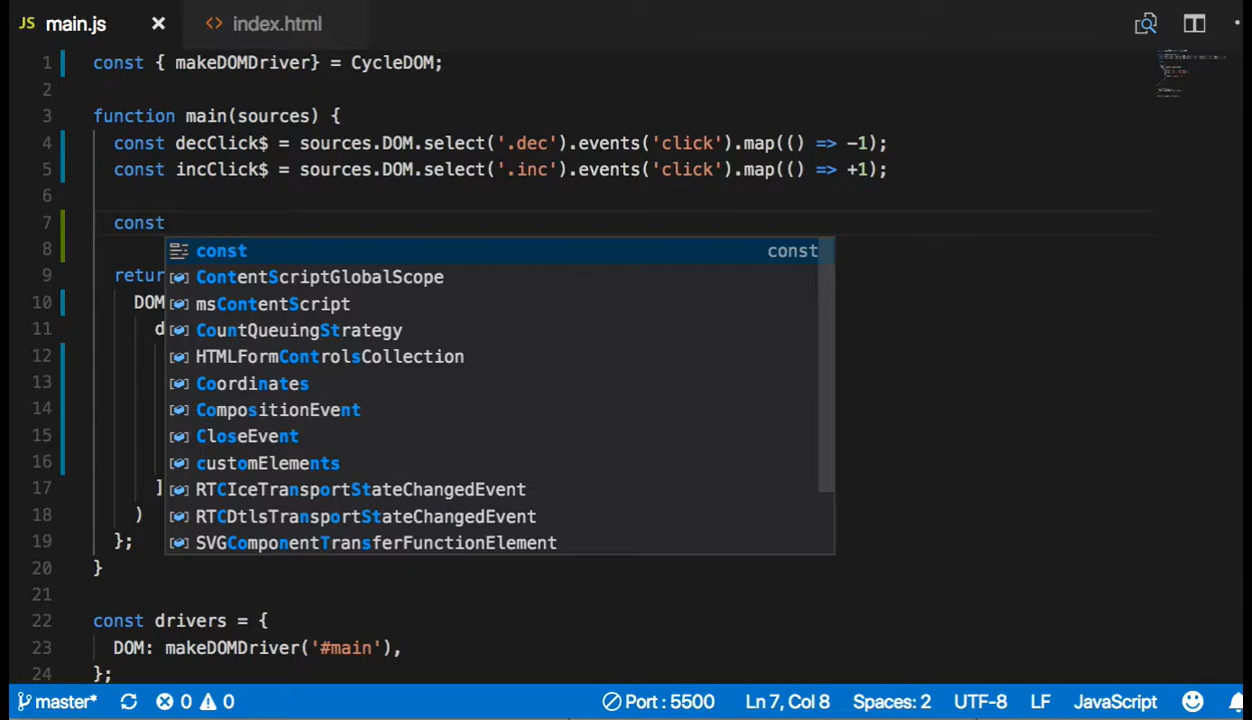 JS main.js × <> index.html
1 const { makeDOMDriver} = CycleDOM;
2
3 function main(sources) {
4 const decClick$ = sources.DOM.select('.dec').events('click').map(() => −1);
5 const incClick$ = sources.DOM.select('.inc').events('click').map(() => +1);
6
7 const
8 const const
ContentScriptGlobalScope
9 retur
10 DOM msContentScript
11 d CountQueuingStrategy
12 HTMLFormControlsCollection
13 Coordinates
14 CompositionEvent
15 CloseEvent
16 customElements
17 ] RTCIceTransportStateChangedEvent
18 ) RTCDtlsTransportStateChangedEvent
19 }; SVGComponentTransferFunctionElement
20 }
21
22 const drivers = {
23 DOM: makeDOMDriver('#main'),
24 };
master* 0 0 Port : 5500 Ln 7, Col 8 Spaces: 2 UTF-8 LF JavaScript